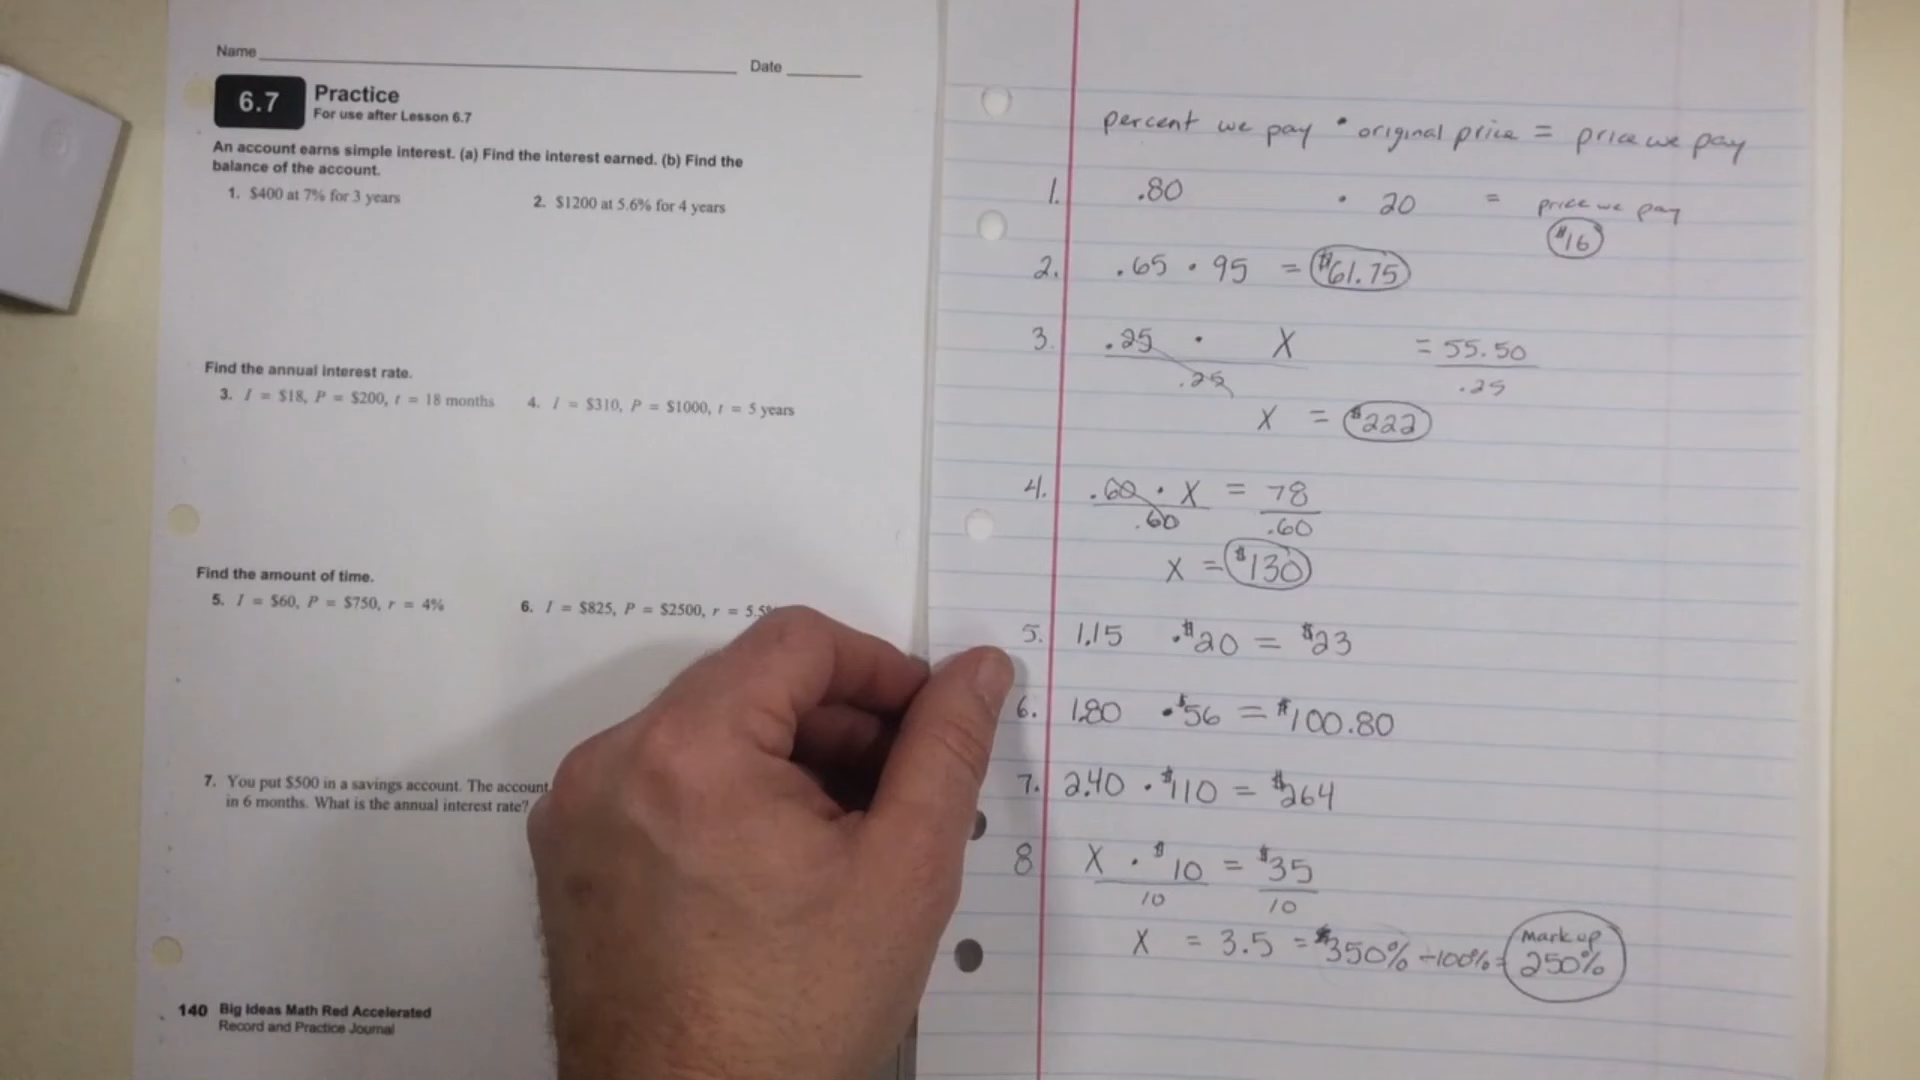 Name
Date
6.7
Practice
For use after Lesson 6.7
An account earns simple interest. (a) Find the interest earned. (b) Find the
balance of the account.
1. $400 at 7% for 3 years
2. $1200 at 5.6% for 4 years
Find the annual interest rate.
3. I = $18, P = $200, t = 18 months
4. I = $310, P = $1000, t = 5 years
Find the amount of time.
5. I = $60, P = $750, r = 4%
6. I = $825, P = $2500, r = 5.5%
7. You put $500 in a savings account. The account
in 6 months. What is the annual interest rate?
140 Big Ideas Math Red Accelerated
Record and Practice Journal
percent we pay • original price = price we pay
1. .80 • 20 = price we pay
$16
2. .65 • 95 = $61.75
3. .25 • X = 55.50
.25 .25
X = $222
4. .60 • X = 78
.60 .60
X = $130
5. 1.15 • $20 = $23
6. 1.80 • $56 = $100.80
7. 2.40 • $110 = $264
8 X • $10 = $35
10 10
X = 3.5 = 350% - 100% = mark up
250%